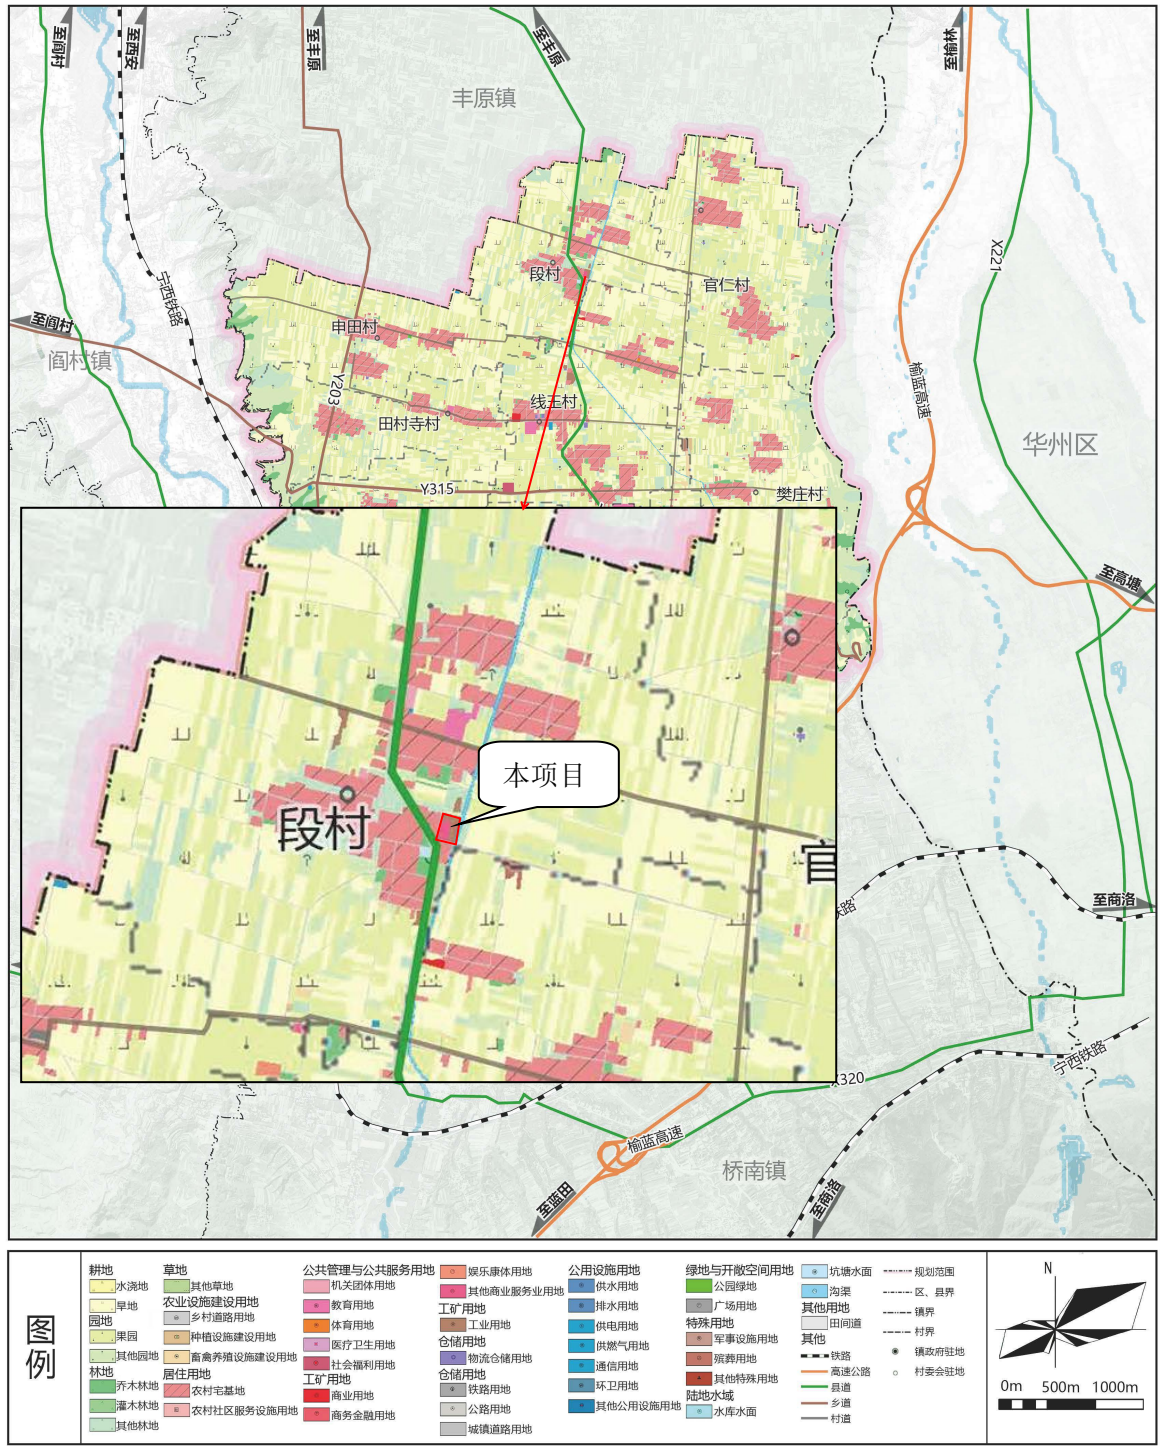 至阎村
至西安
至丰原
至丰原
至榆林
丰原镇
X221
宁西铁路
段村
官仁村
至阎村
阎村镇
申田村
Y203
榆蓝高速
线王村
田村寺村
华州区
Y315
樊庄村
至高塘
本项目
段村
官
至商洛
铁路
宁西铁路
320
榆蓝高速
桥南镇
至蓝田
至商洛
图例
耕地
水浇地
旱地
园地
果园
其他园地
林地
乔木林地
灌木林地
其他林地
草地
其他草地
农业设施建设用地
乡村道路用地
种植设施建设用地
畜禽养殖设施建设用地
居住用地
农村宅基地
农村社区服务设施用地
公共管理与公共服务用地
机关团体用地
教育用地
体育用地
医疗卫生用地
社会福利用地
工矿用地
商业用地
商务金融用地
娱乐康体用地
其他商业服务业用地
工矿用地
工业用地
仓储用地
物流仓储用地
仓储用地
铁路用地
公路用地
城镇道路用地
公用设施用地
供水用地
排水用地
供电用地
供燃气用地
通信用地
环卫用地
其他公用设施用地
绿地与开敞空间用地
公园绿地
广场用地
特殊用地
军事设施用地
殡葬用地
其他特殊用地
陆地水域
水库水面
坑塘水面
沟渠
其他用地
田间道
其他
铁路
高速公路
县道
乡道
村道
规划范围
区、县界
镇界
村界
镇政府驻地
村委会驻地
N
0m 500m 1000m